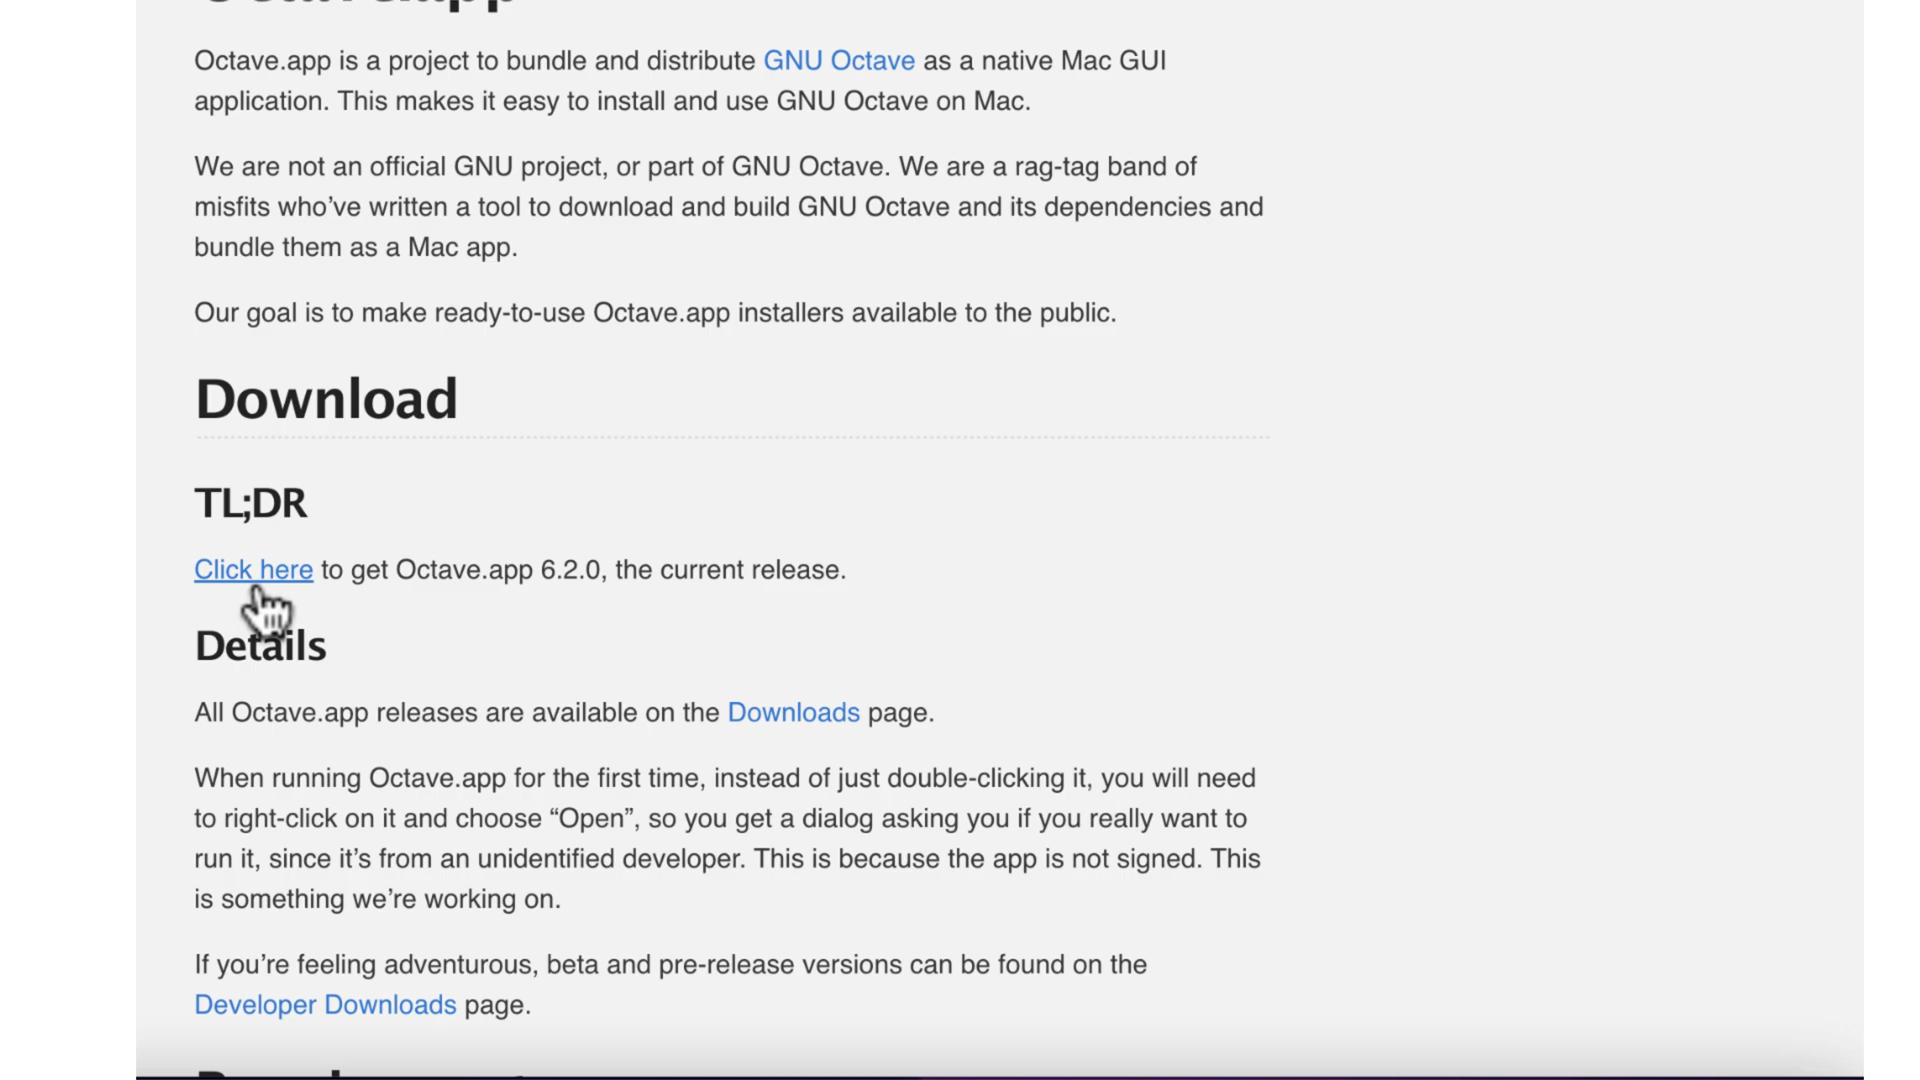 Octave.app is a project to bundle and distribute GNU Octave as a native Mac GUI
application. This makes it easy to install and use GNU Octave on Mac.
We are not an official GNU project, or part of GNU Octave. We are a rag-tag band of
misfits who’ve written a tool to download and build GNU Octave and its dependencies and
bundle them as a Mac app.
Our goal is to make ready-to-use Octave.app installers available to the public.
Download
TL;DR
Click here to get Octave.app 6.2.0, the current release.
Details
All Octave.app releases are available on the Downloads page.
When running Octave.app for the first time, instead of just double-clicking it, you will need
to right-click on it and choose “Open”, so you get a dialog asking you if you really want to
run it, since it’s from an unidentified developer. This is because the app is not signed. This
is something we’re working on.
If you’re feeling adventurous, beta and pre-release versions can be found on the
Developer Downloads page.